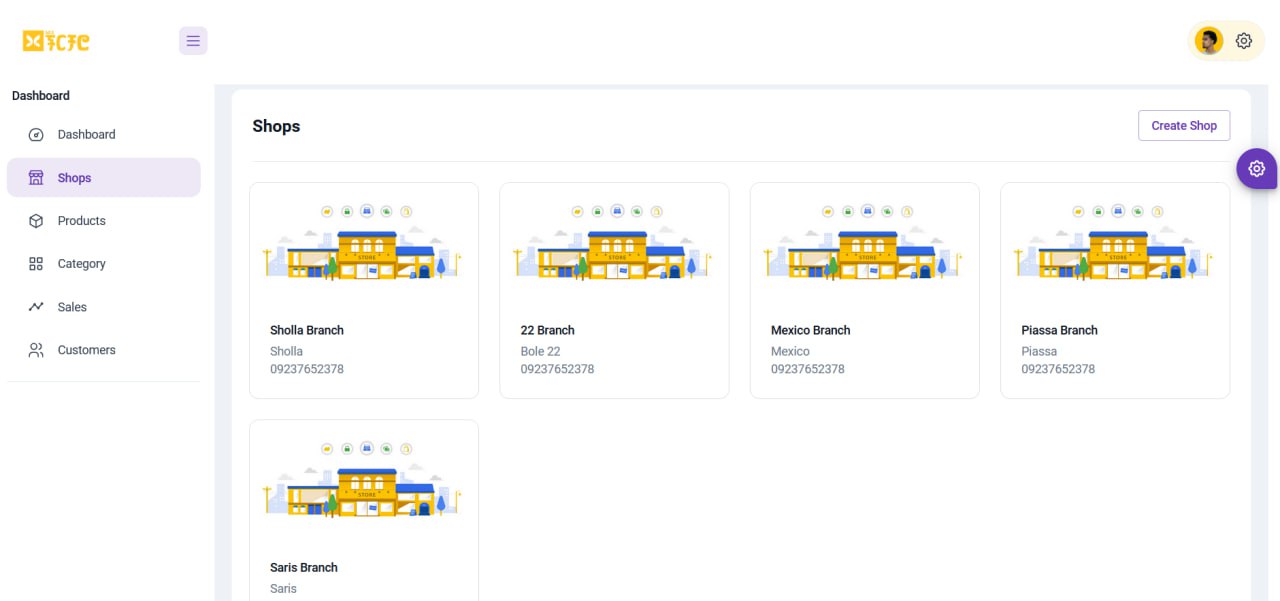 Dashboard
Dashboard
Shops
Products
Category
Sales
Customers
Shops
Create Shop
STORE
Sholla Branch
Sholla
09237652378
STORE
22 Branch
Bole 22
09237652378
STORE
Mexico Branch
Mexico
09237652378
STORE
Piassa Branch
Piassa
09237652378
STORE
Saris Branch
Saris